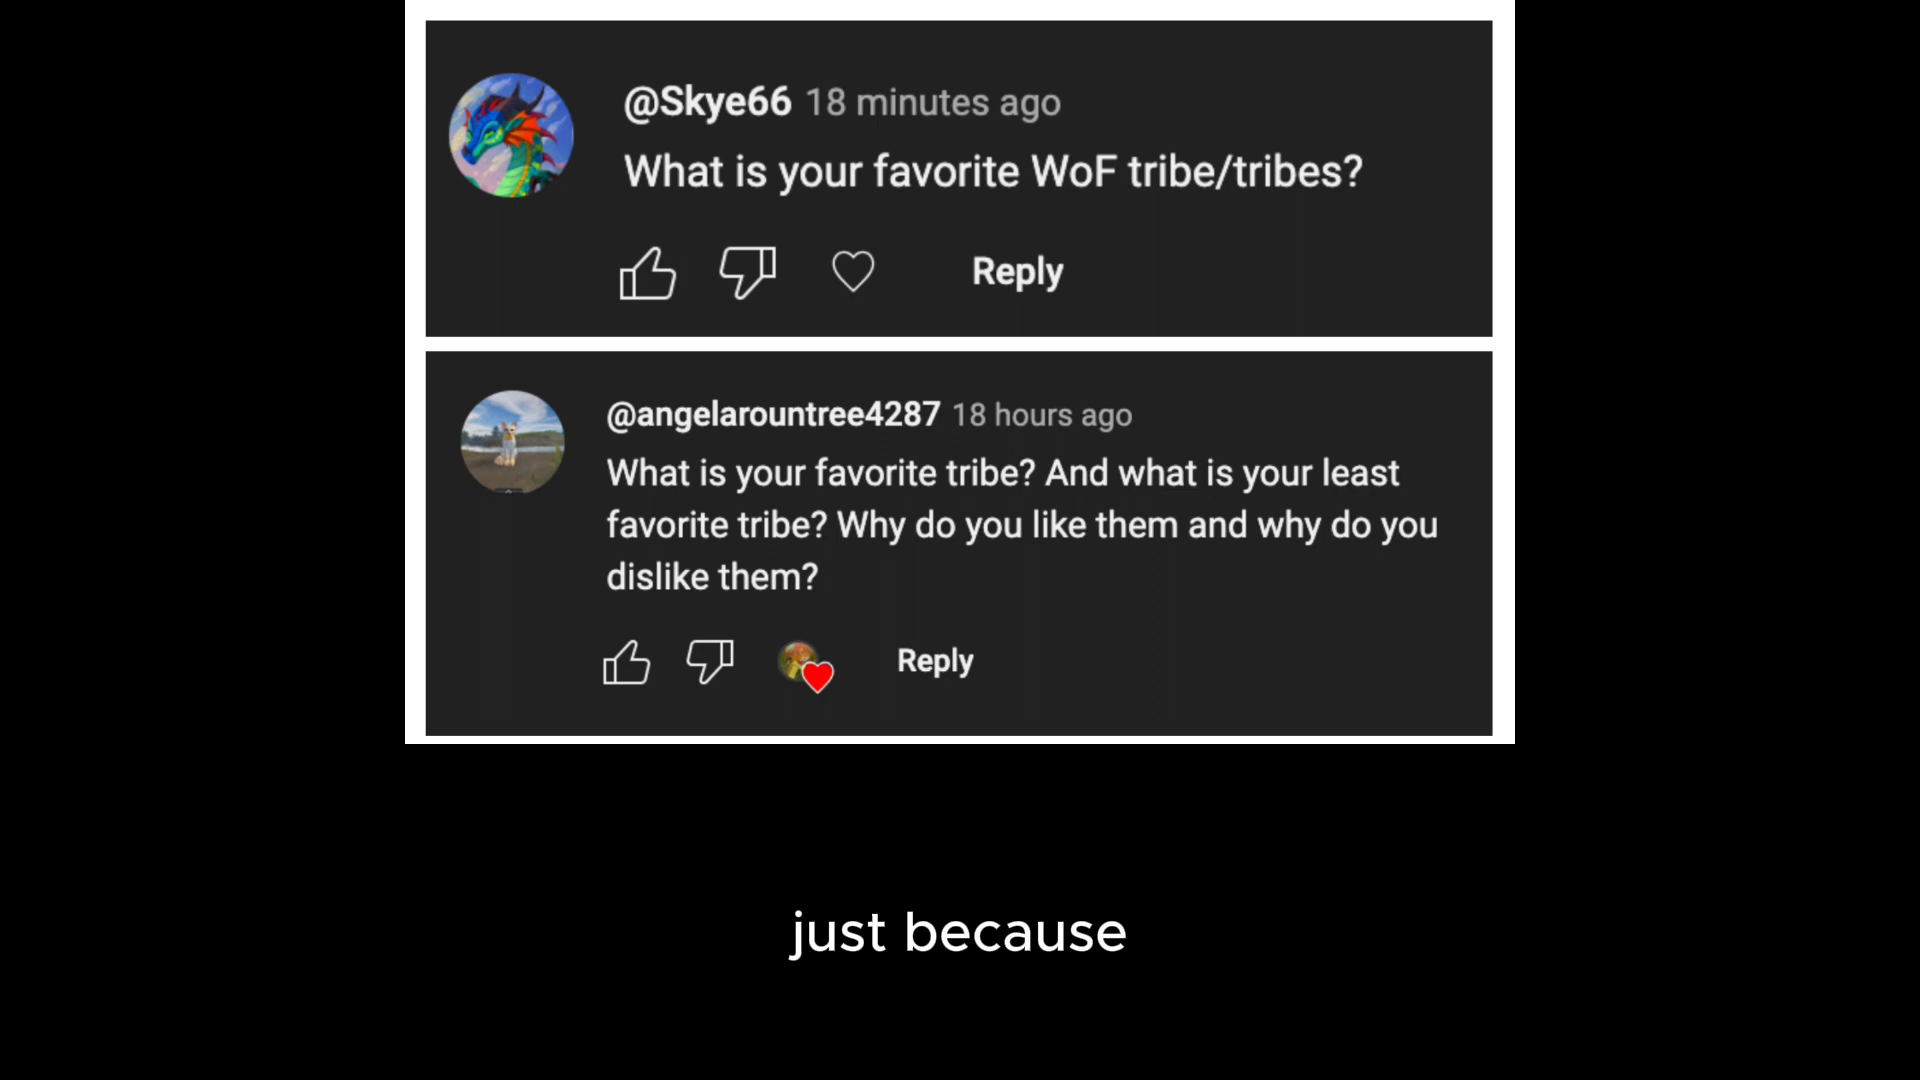 @Skye66 18 minutes ago
What is your favorite WoF tribe/tribes?
Reply
@angelarountree4287 18 hours ago
What is your favorite tribe? And what is your least
favorite tribe? Why do you like them and why do you
dislike them?
Reply
just because